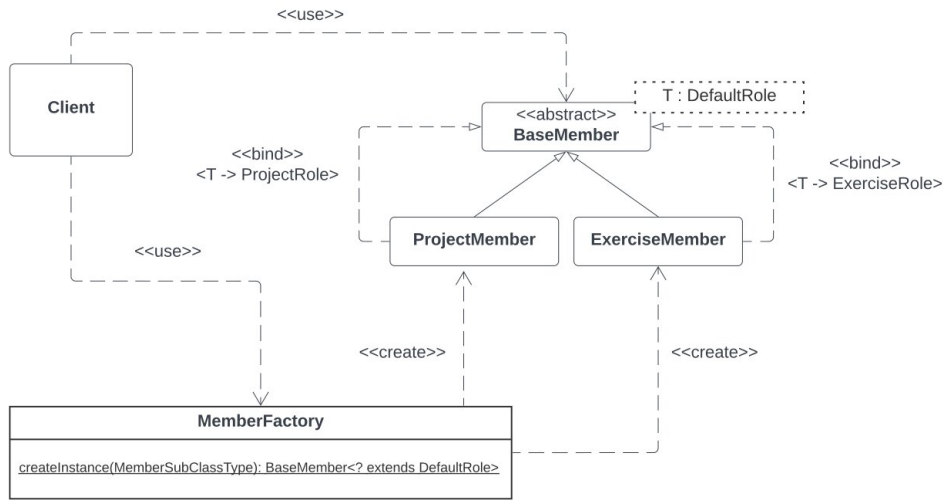 <<use>>
Client
T : DefaultRole
<<abstract>>
BaseMember
<<bind>>
<T -> ProjectRole>
<<bind>>
<T -> ExerciseRole>
ProjectMember
ExerciseMember
<<use>>
<<create>>
<<create>>
MemberFactory
createInstance(MemberSubClassType): BaseMember<? extends DefaultRole>